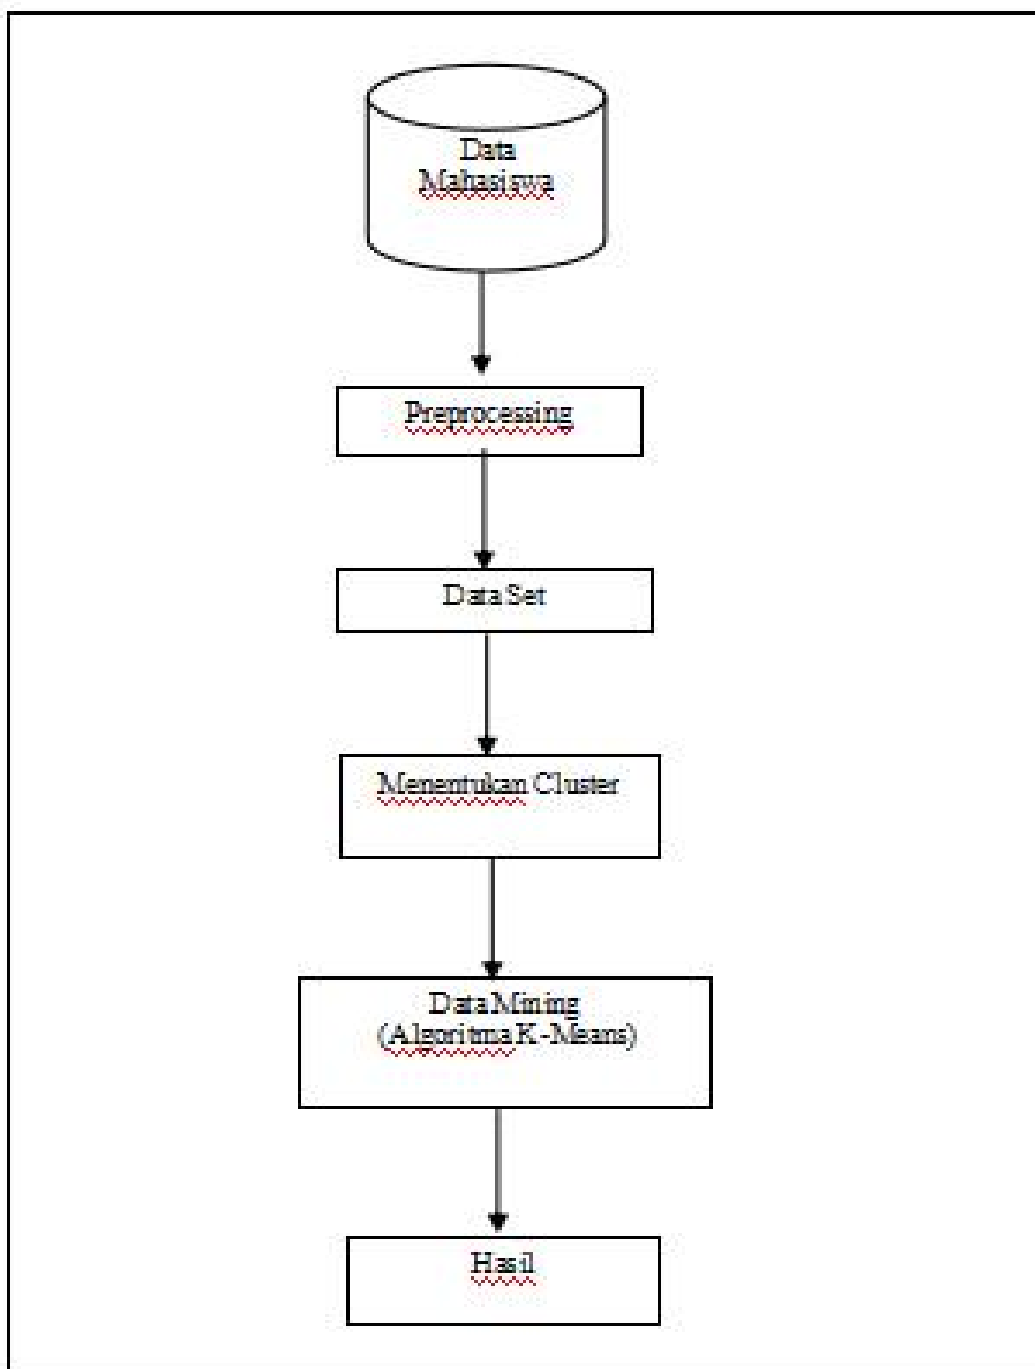 Data
Mahasiswa
Preprocessing
Data Set
Menentukan Cluster
Data Mining
(Algoritma K-Means)
Hasil